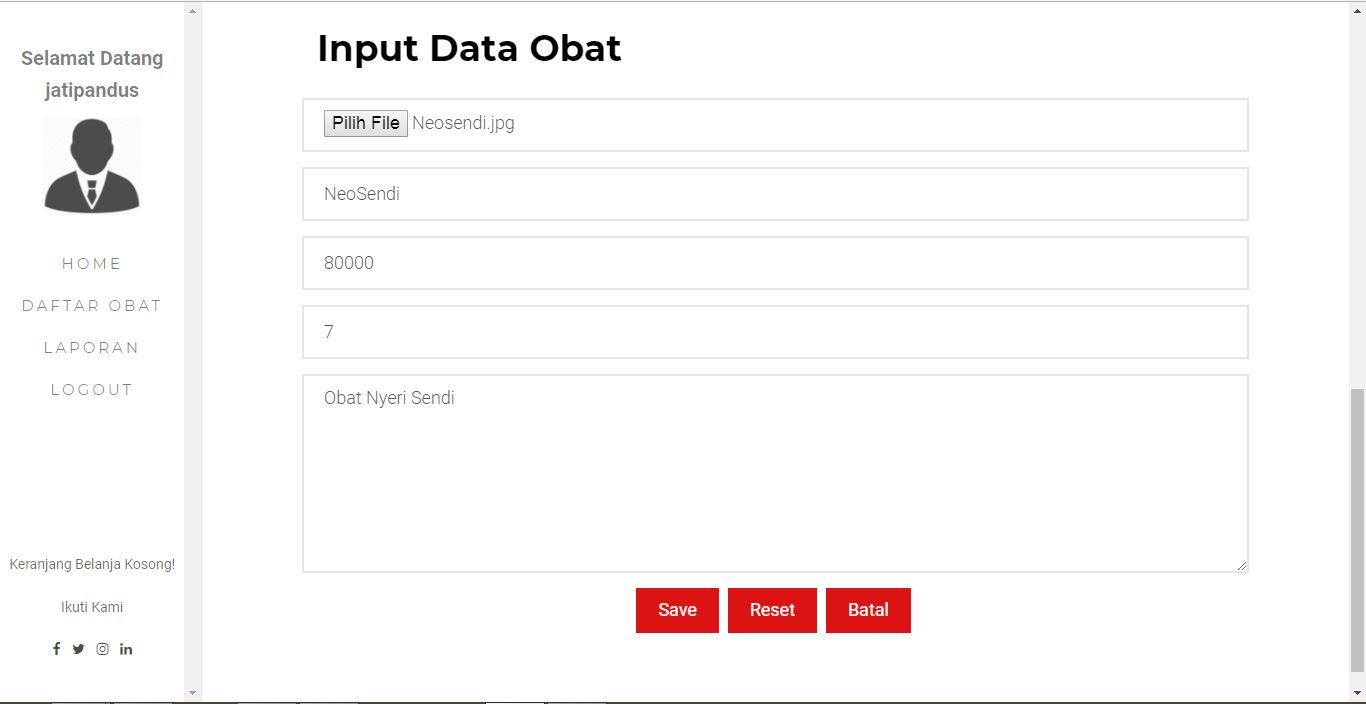 Selamat Datang
jatipandus
HOME
DAFTAR OBAT
LAPORAN
LOGOUT
Keranjang Belanja Kosong!
Ikuti Kami
Input Data Obat
Pilih File Neosendi.jpg
NeoSendi
80000
7
Obat Nyeri Sendi
Save Reset Batal